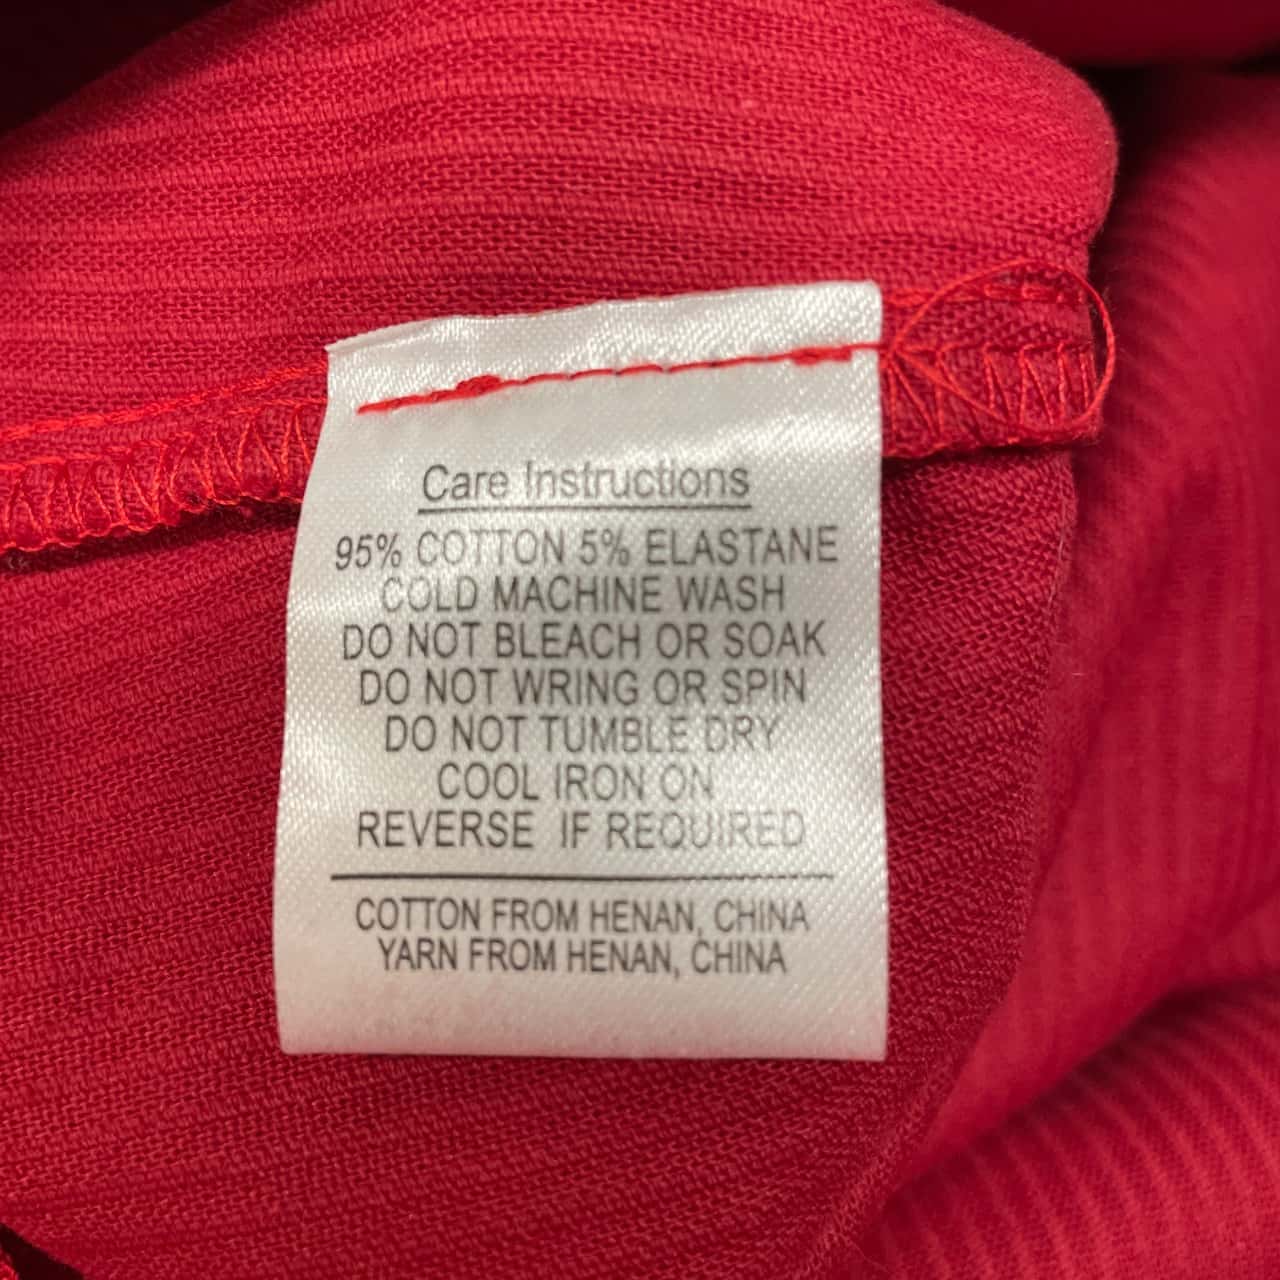 Care Instructions
95% COTTON 5% ELASTANE
COLD MACHINE WASH
DO NOT BLEACH OR SOAK
DO NOT WRING OR SPIN
DO NOT TUMBLE DRY
COOL IRON ON
REVERSE IF REQUIRED
COTTON FROM HENAN, CHINA
YARN FROM HENAN, CHINA